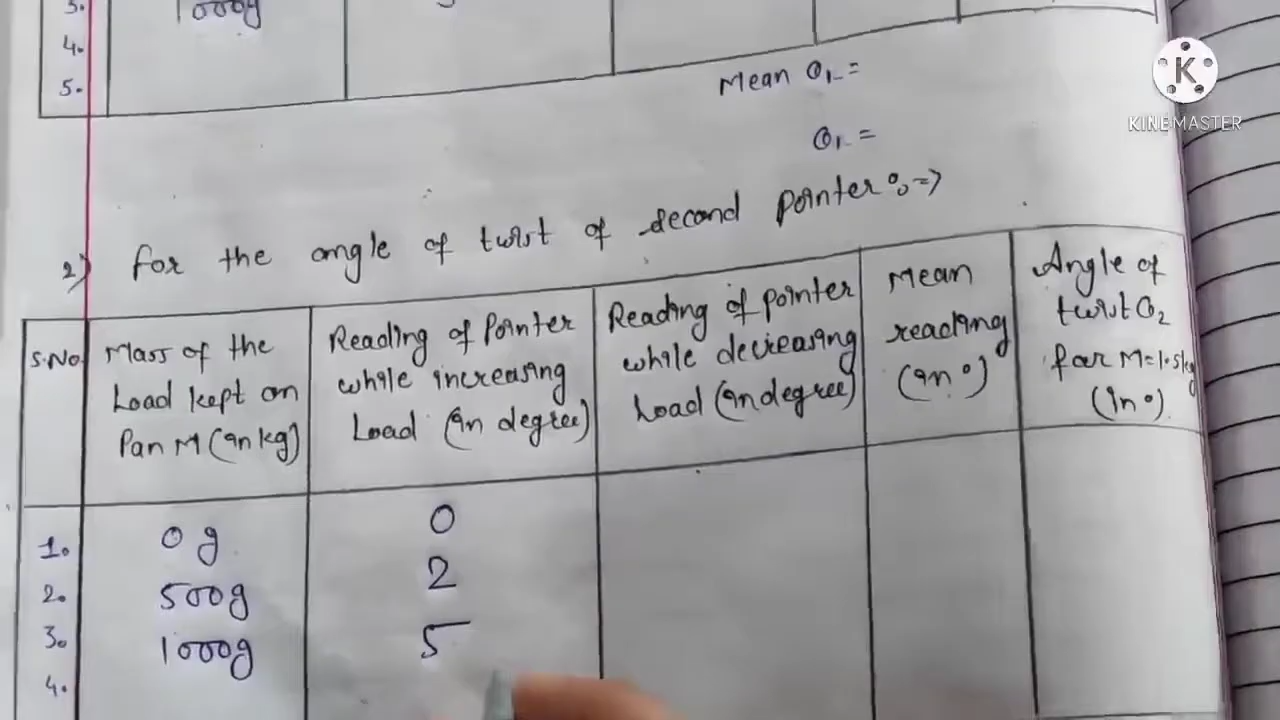 3. 1000g
4.
5.
Mean θ1 =
θ1 =
KINEMASTER
2) for the angle of twist of second pointer :=>
S.No.
Mass of the
Load kept on
Pan M (in kg)
Reading of Pointer
while increasing
Load (in degree)
Reading of pointer
while decreasing
Load (in degree)
Mean
reading
(in °)
Angle of
twist θ2
for M=1.5kg
(in °)
1. 0 g 0
2. 500g 2
3. 1000g 5
4.